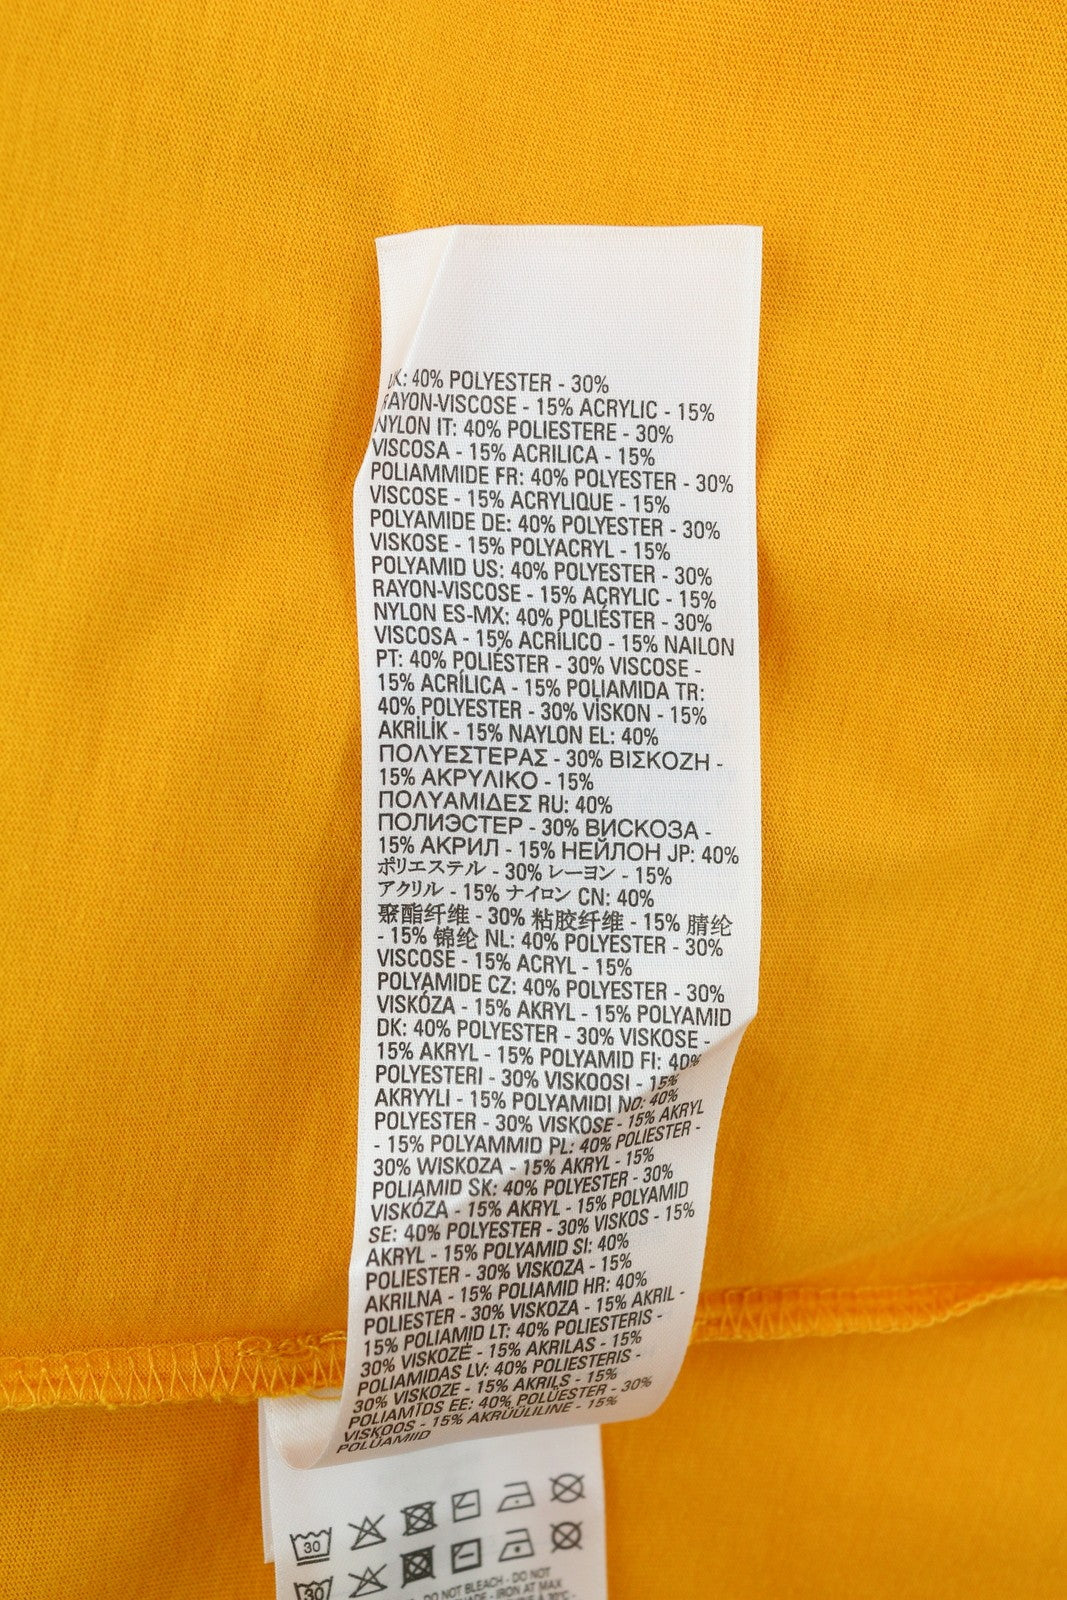 UK: 40% POLYESTER - 30%
RAYON-VISCOSE - 15% ACRYLIC - 15%
NYLON IT: 40% POLIESTERE - 30%
VISCOSA - 15% ACRILICA - 15%
POLIAMMIDE FR: 40% POLYESTER - 30%
VISCOSE - 15% ACRYLIQUE - 15%
POLYAMIDE DE: 40% POLYESTER - 30%
VISKOSE - 15% POLYACRYL - 15%
POLYAMID US: 40% POLYESTER - 30%
RAYON-VISCOSE - 15% ACRYLIC - 15%
NYLON ES-MX: 40% POLIÉSTER - 30%
VISCOSA - 15% ACRÍLICO - 15% NAILON
PT: 40% POLIÉSTER - 30% VISCOSE -
15% ACRÍLICA - 15% POLIAMIDA TR:
40% POLYESTER - 30% VİSKON - 15%
AKRİLİK - 15% NAYLON EL: 40%
ΠΟΛΥΕΣΤΕΡΑΣ - 30% ΒΙΣΚΟΖΗ -
15% ΑΚΡΥΛΙΚΟ - 15%
ΠΟΛΥΑΜΙΔΕΣ RU: 40%
ПОЛИЭСТЕР - 30% ВИСКОЗА -
15% АКРИЛ - 15% НЕЙЛОН JP: 40%
ポリエステル - 30% レーヨン - 15%
アクリル - 15% ナイロン CN: 40%
聚酯纤维 - 30% 粘胶纤维 - 15% 腈纶
- 15% 锦纶 NL: 40% POLYESTER - 30%
VISCOSE - 15% ACRYL - 15%
POLYAMIDE CZ: 40% POLYESTER - 30%
VISKÓZA - 15% AKRYL - 15% POLYAMID
DK: 40% POLYESTER - 30% VISKOSE -
15% AKRYL - 15% POLYAMID FI: 40%
POLYESTERI - 30% VISKOOSI - 15%
AKRYYLI - 15% POLYAMIDI NO: 40%
POLYESTER - 30% VISKOSE - 15% AKRYL
- 15% POLYAMMID PL: 40% POLIESTER -
30% WISKOZA - 15% AKRYL - 15%
POLIAMID SK: 40% POLYESTER - 30%
VISKÓZA - 15% AKRYL - 15% POLYAMID
SE: 40% POLYESTER - 30% VISKOS - 15%
AKRYL - 15% POLYAMID SI: 40%
POLIESTER - 30% VISKOZA - 15%
AKRILNA - 15% POLIAMID HR: 40%
POLIESTER - 30% VISKOZA - 15% AKRIL -
15% POLIAMID LT: 40% POLIESTERIS -
30% VISKOZĖ - 15% AKRILAS - 15%
POLIAMIDAS LV: 40% POLIESTERIS -
30% VISKOZE - 15% AKRILS - 15%
POLIAMĪDS EE: 40% POLÜESTER - 30%
VISKOOS - 15% AKRÜÜLILINE - 15%
POLÜAMIID
30
30
DO NOT BLEACH - DO NOT
- IRON AT MAX